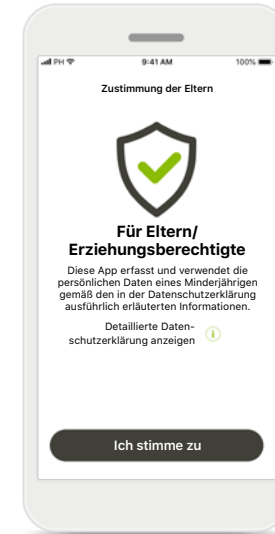 PH 9:41 AM 100%
Zustimmung der Eltern
Für Eltern/
Erziehungsberechtigte
Diese App erfasst und verwendet die
persönlichen Daten eines Minderjährigen
gemäß den in der Datenschutzerklärung
ausführlich erläuterten Informationen.
Detaillierte Daten-
schutzerklärung anzeigen i
Ich stimme zu